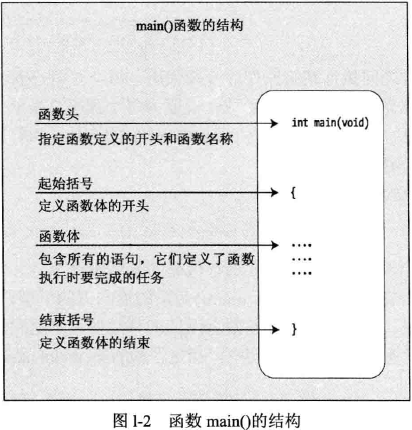 main()函数的结构
函数头
int main(void)
指定函数定义的开头和函数名称
起始括号
{
定义函数体的开头
函数体
....
包含所有的语句，它们定义了函数
....
执行时要完成的任务
....
结束括号
}
定义函数体的结束
图 1-2 函数 main()的结构